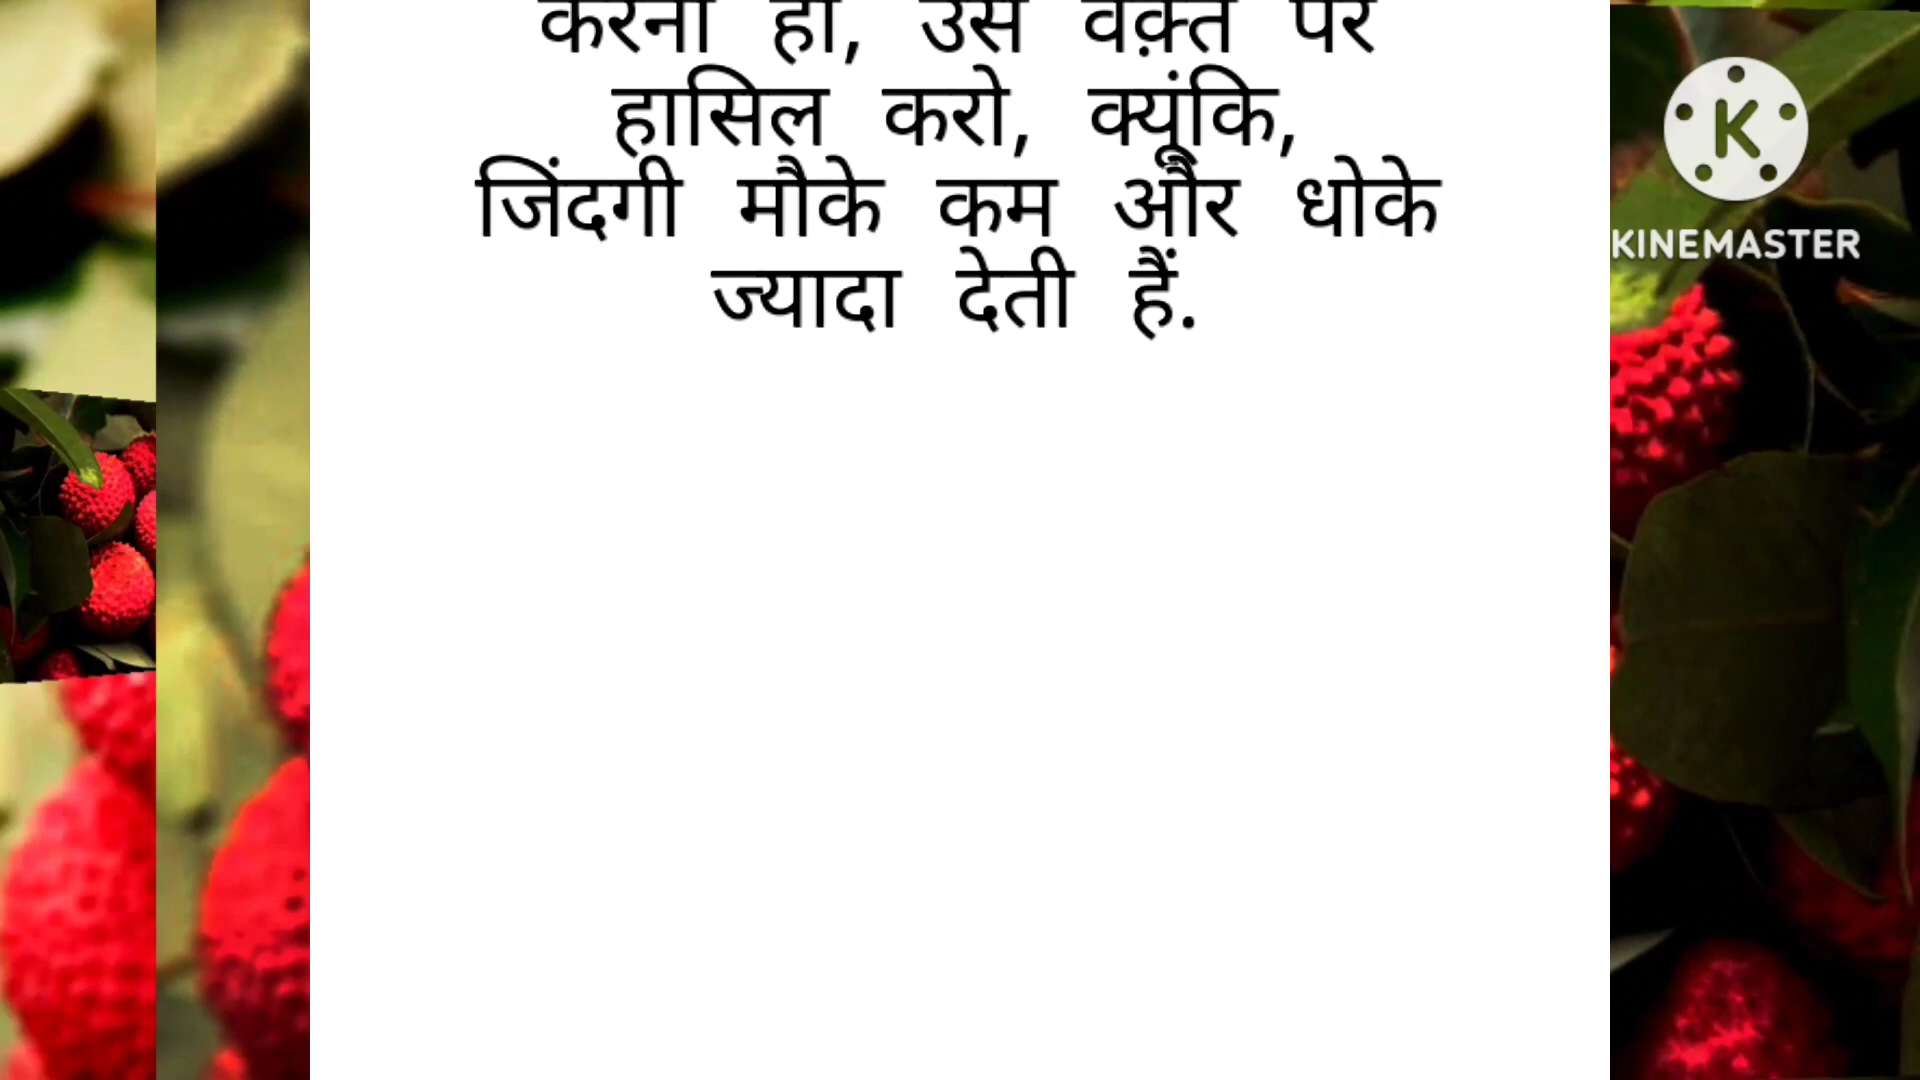 करना हो, उसे वक़्त पर
हासिल करो, क्यूंकि,
जिंदगी मौके कम और धोके
ज्यादा देती हैं.
K
KINEMASTER